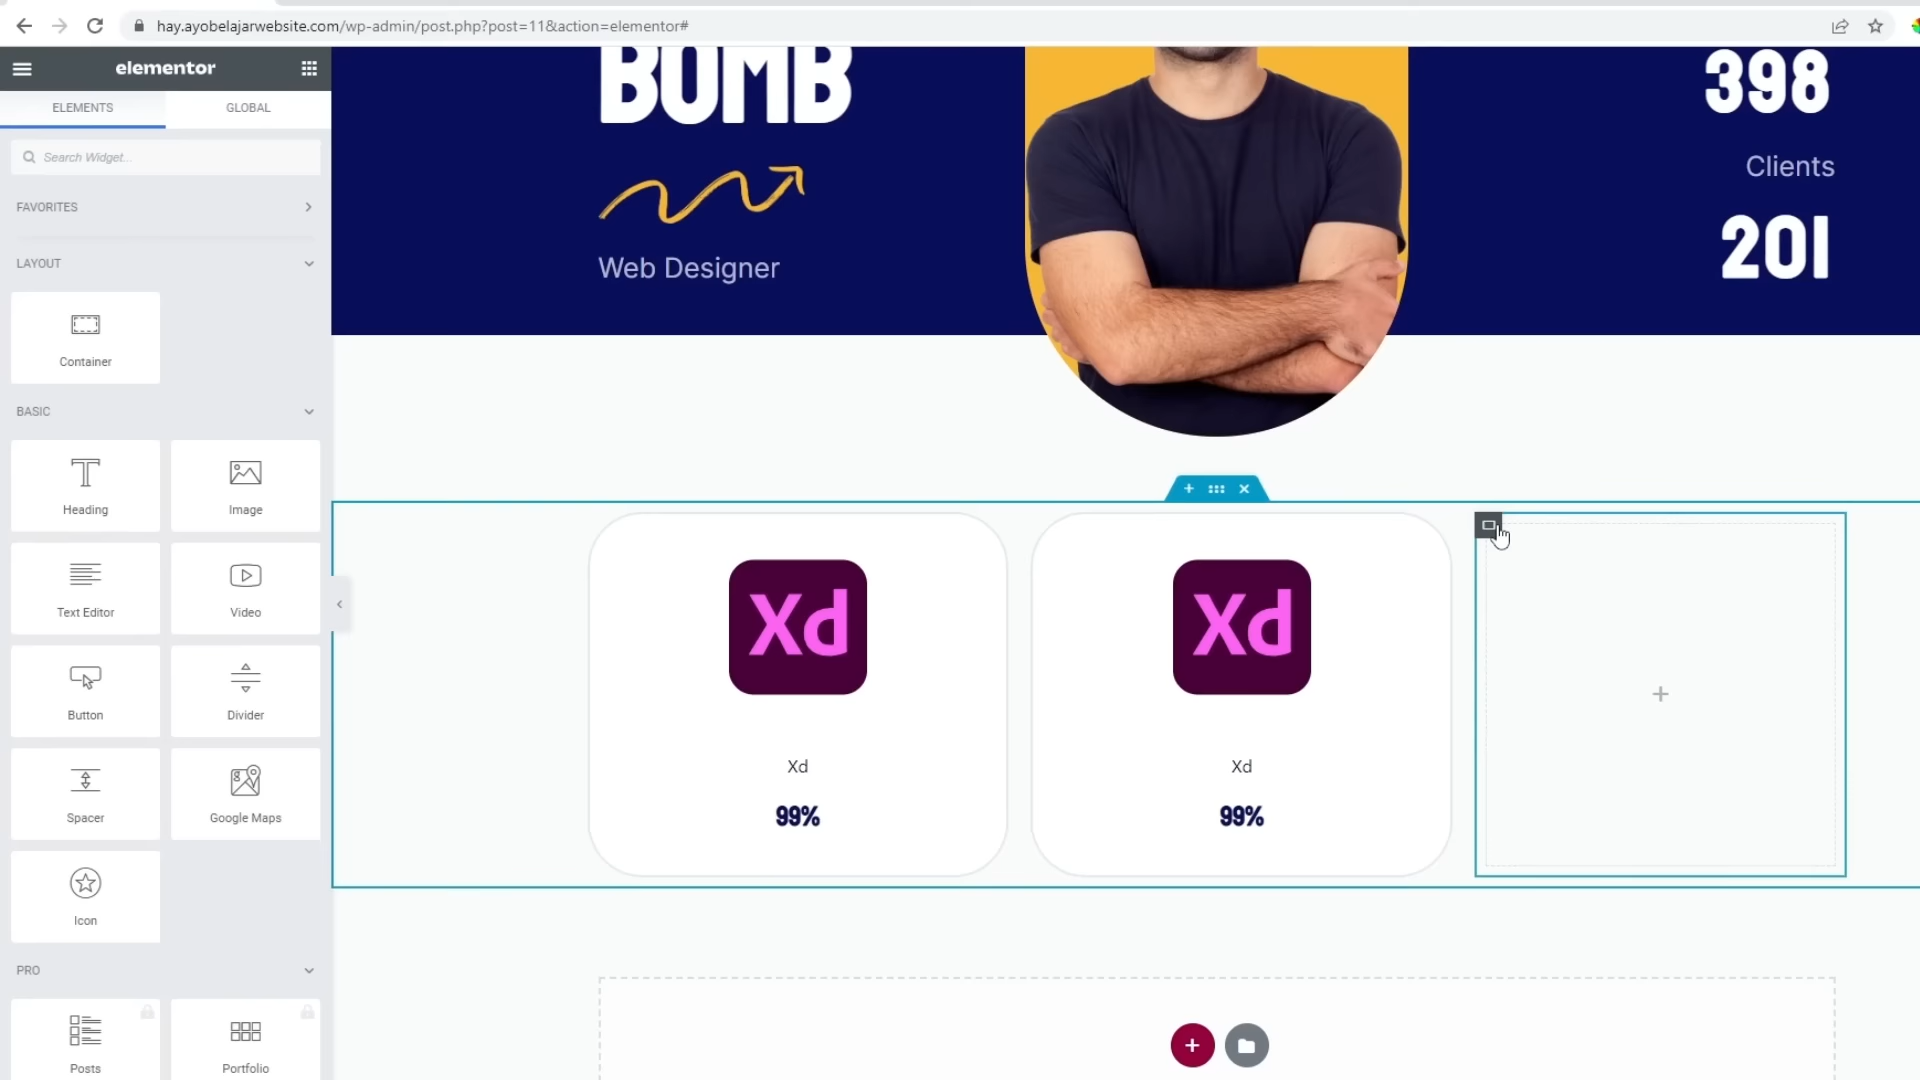 hay.ayobelajarwebsite.com/wp-admin/post.php?post=11&action=elementor#
elementor
ELEMENTS
GLOBAL
Search Widget...
FAVORITES
LAYOUT
Container
BASIC
Heading
Image
Text Editor
Video
Button
Divider
Spacer
Google Maps
Icon
PRO
Posts
Portfolio
BOMB
Web Designer
398
Clients
201
Xd
Xd
99%
Xd
Xd
99%